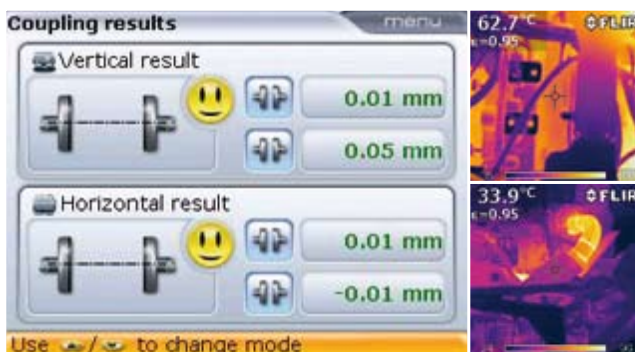 Coupling results
menu
Vertical result
0.01 mm
0.05 mm
Horizontal result
0.01 mm
-0.01 mm
Use / to change mode
62.7 °C
FLIR
ε=0.95
33.9 °C
FLIR
ε=0.95